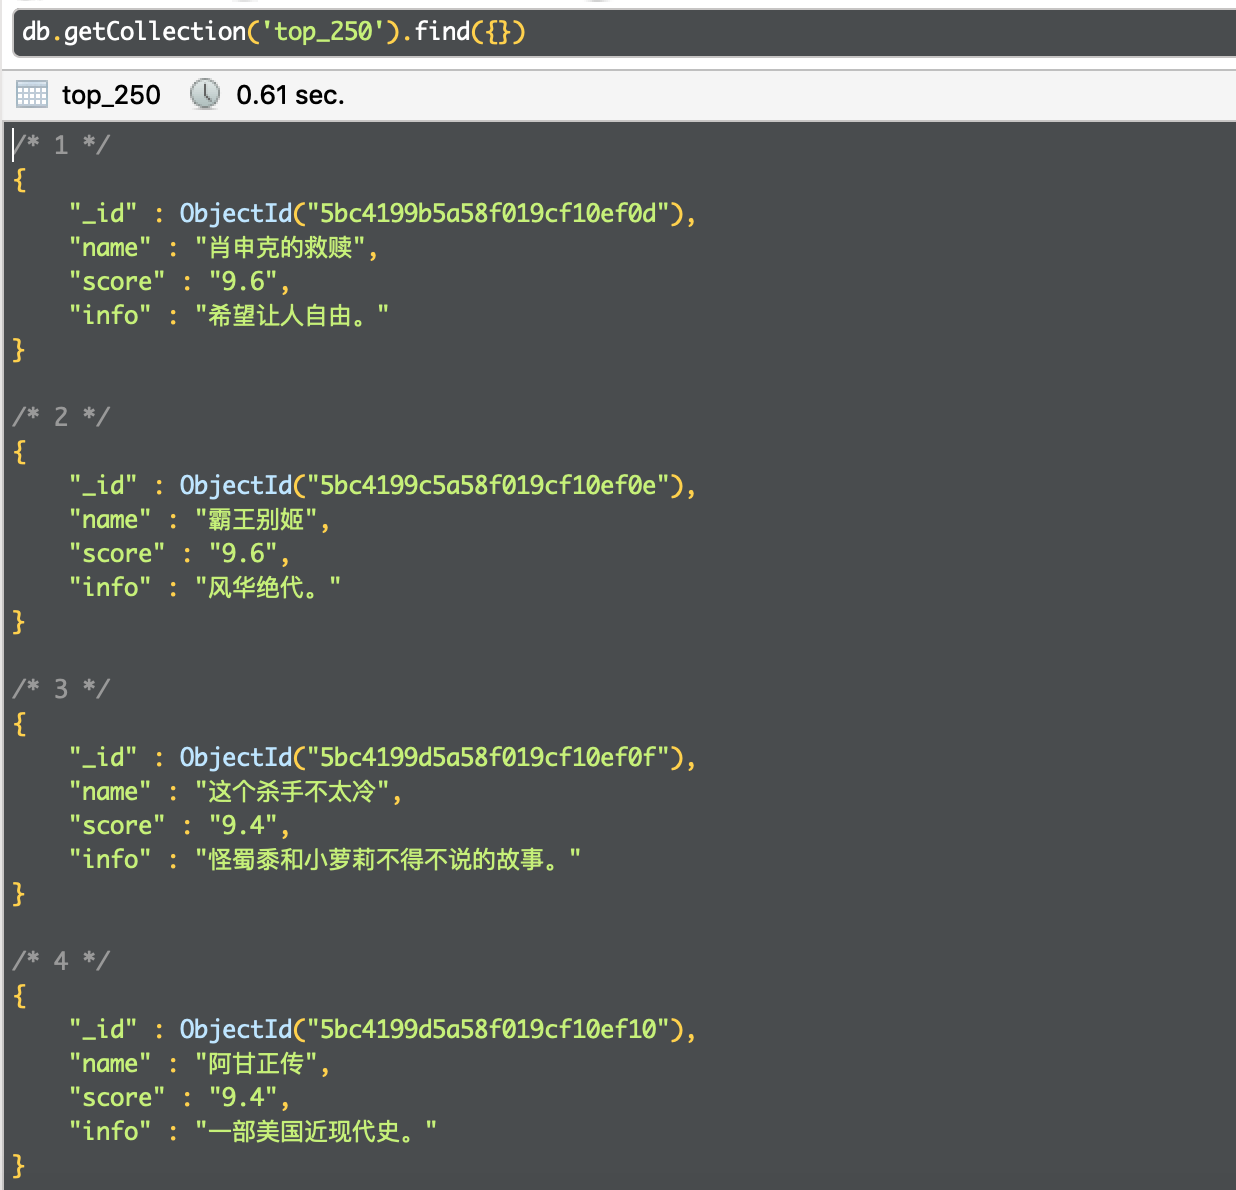 db.getCollection('top_250').find({})
top_250 0.61 sec.
/* 1 */
{
"_id" : ObjectId("5bc4199b5a58f019cf10ef0d"),
"name" : "肖申克的救赎",
"score" : "9.6",
"info" : "希望让人自由。"
}
/* 2 */
{
"_id" : ObjectId("5bc4199c5a58f019cf10ef0e"),
"name" : "霸王别姬",
"score" : "9.6",
"info" : "风华绝代。"
}
/* 3 */
{
"_id" : ObjectId("5bc4199d5a58f019cf10ef0f"),
"name" : "这个杀手不太冷",
"score" : "9.4",
"info" : "怪蜀黍和小萝莉不得不说的故事。"
}
/* 4 */
{
"_id" : ObjectId("5bc4199d5a58f019cf10ef10"),
"name" : "阿甘正传",
"score" : "9.4",
"info" : "一部美国近现代史。"
}